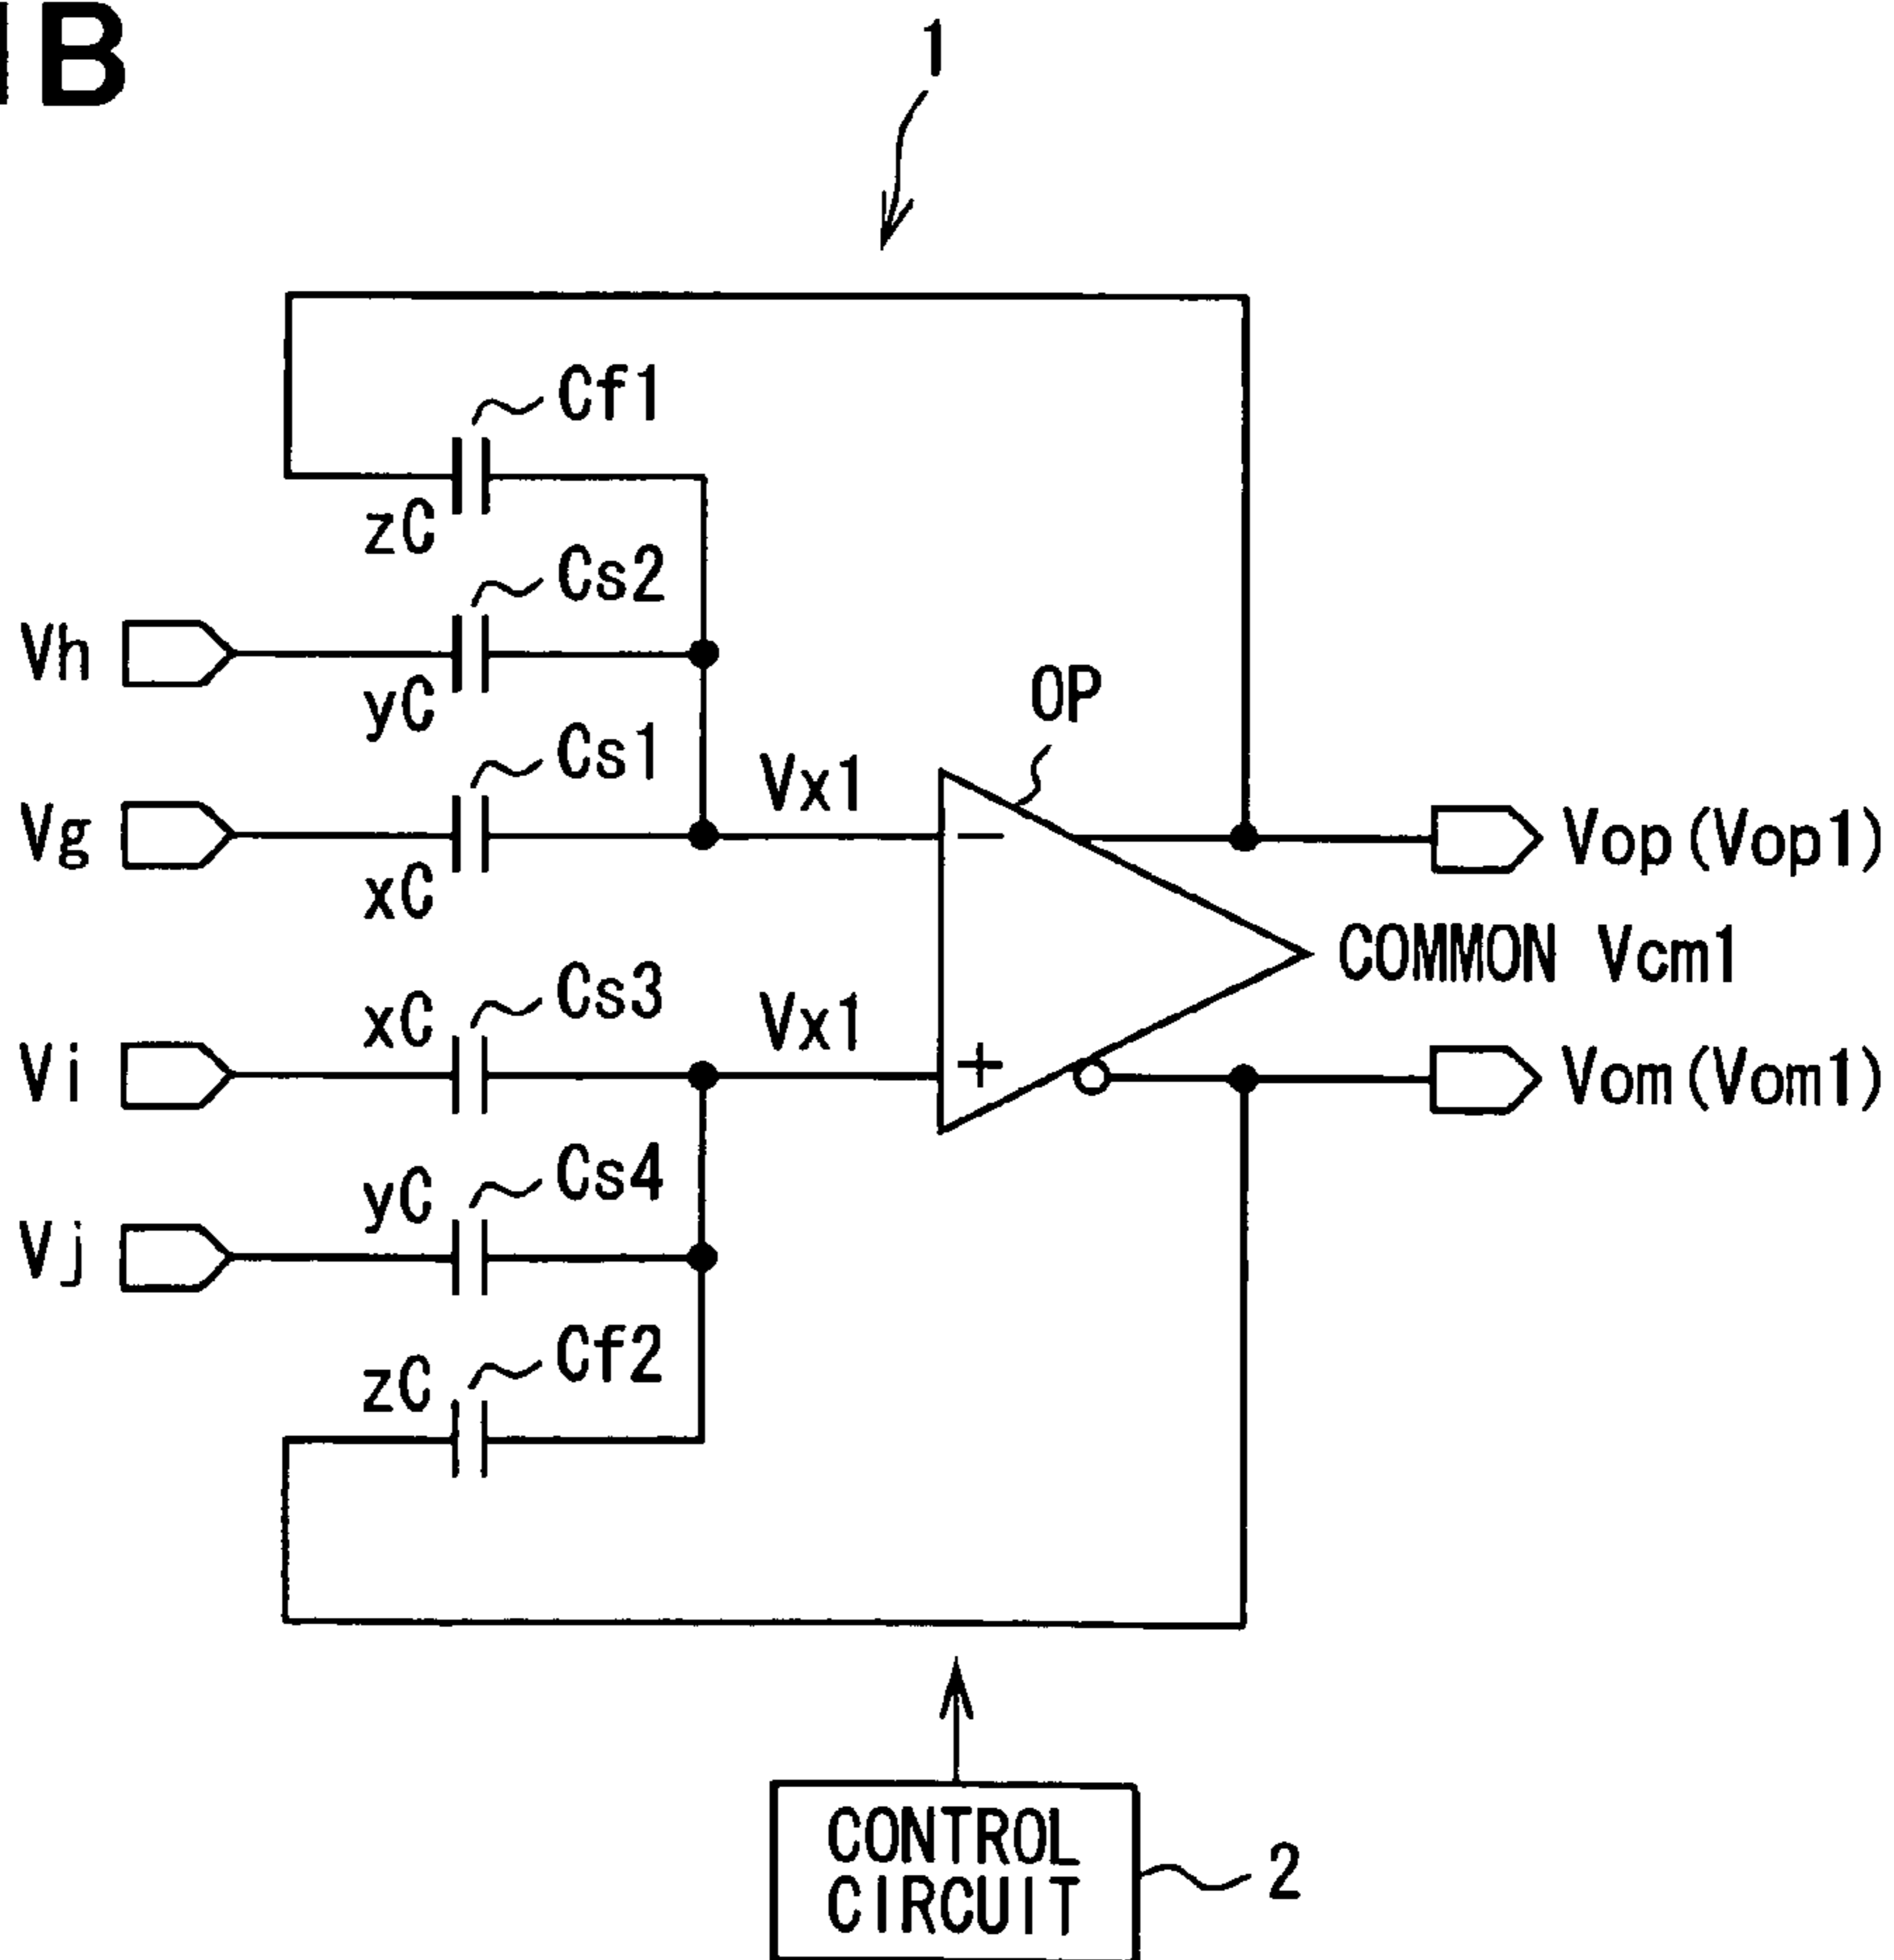 1B
1
Cf1
zC
Cs2
Vh
yC
OP
Cs1
Vx1
Vg
−
Vop(Vop1)
xC
COMMON Vcm1
Cs3
xC
Vx1
Vi
+
Vom(Vom1)
Cs4
yC
Vj
Cf2
zC
CONTROL
CIRCUIT
2